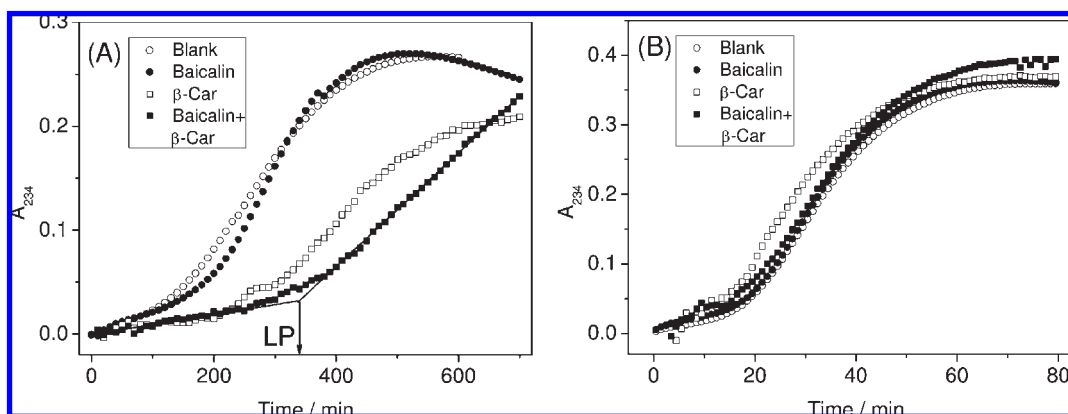 (A)
Blank
Baicalin
β-Car
Baicalin+
β-Car
0.3
0.2
0.1
0.0
A234
LP
0 200 400 600
Time / min
(B)
Blank
Baicalin
β-Car
Baicalin+
β-Car
0.4
0.3
0.2
0.1
0.0
A234
0 20 40 60 80
Time / min